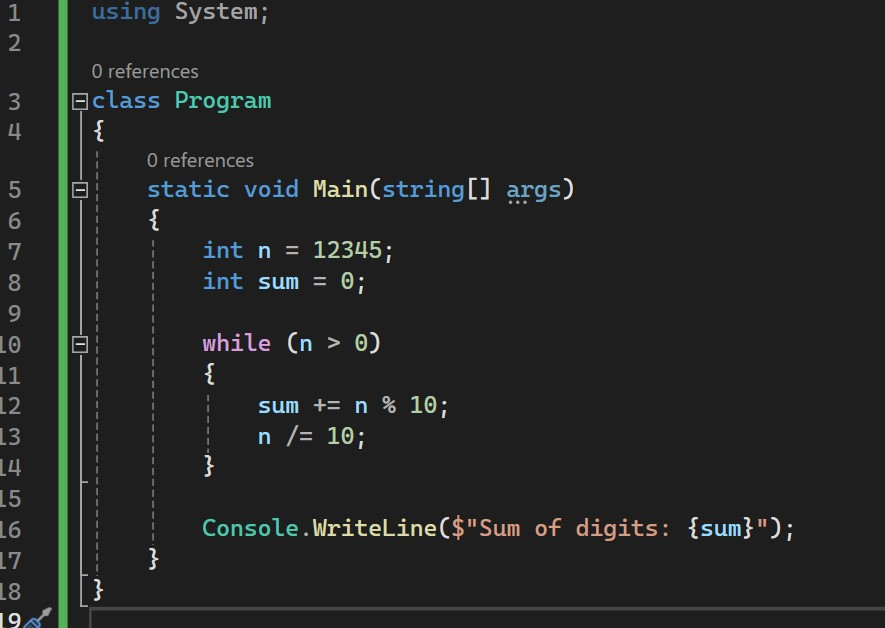 1 using System;
2
0 references
3 class Program
4 {
0 references
5 static void Main(string[] args)
6 {
7 int n = 12345;
8 int sum = 0;
9
10 while (n > 0)
11 {
12 sum += n % 10;
13 n /= 10;
14 }
15
16 Console.WriteLine($"Sum of digits: {sum}");
17 }
18 }
19